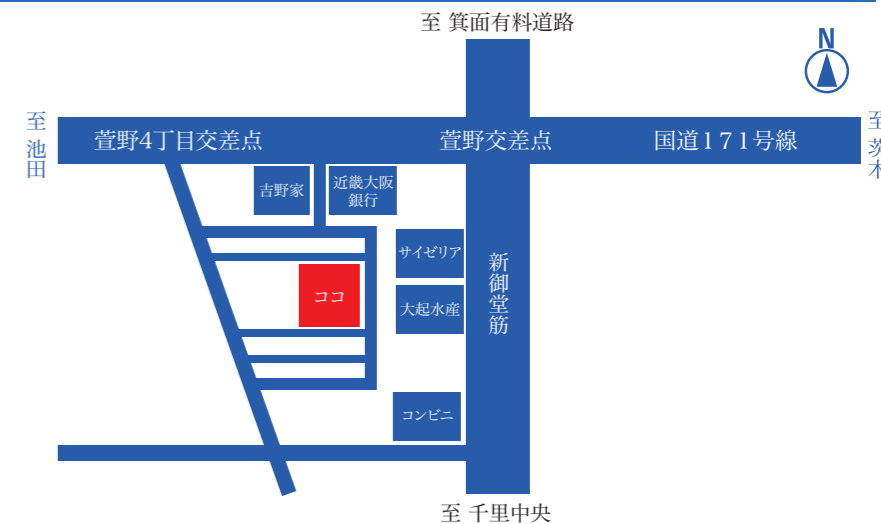 至 箕面有料道路
N
至 池田
萱野4丁目交差点
萱野交差点
国道171号線
至 茨木
吉野家
近畿大阪
銀行
サイゼリア
新御堂筋
ココ
大起水産
コンビニ
至 千里中央